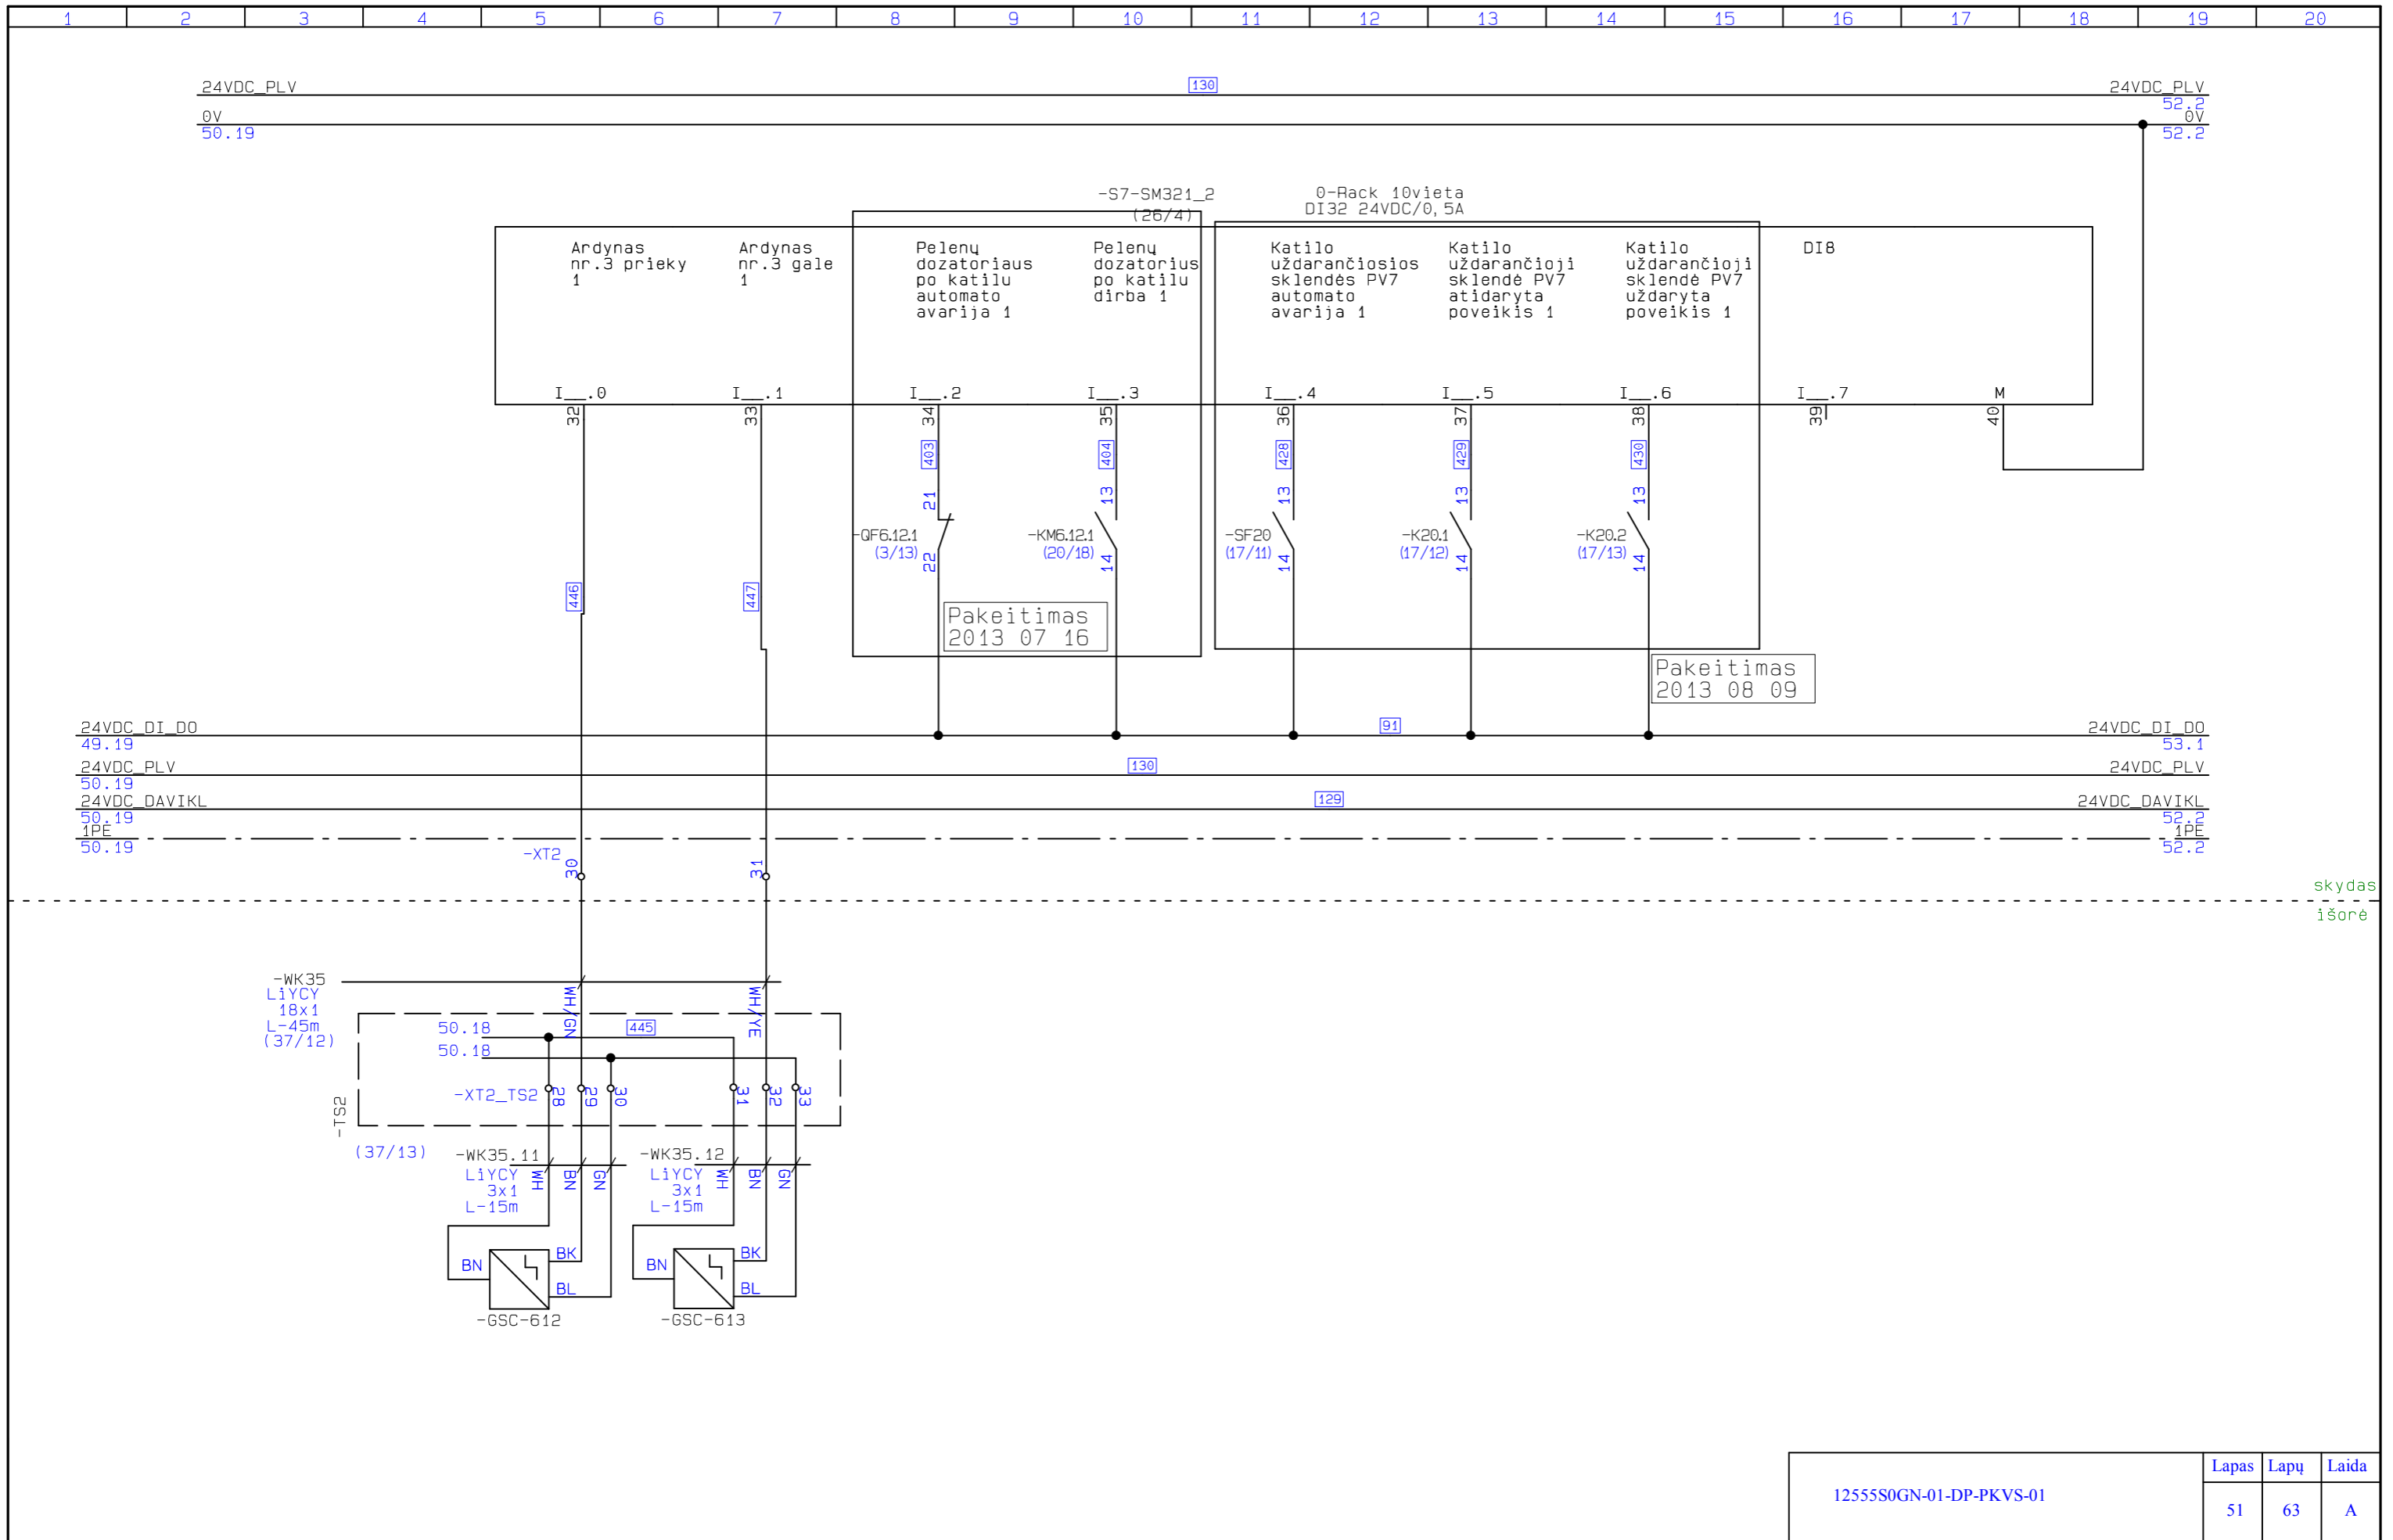 1 2 3 4 5 6 7 8 9 10 11 12 13 14 15 16 17 18 19 20
24VDC_PLV 130 24VDC_PLV
52.2
0V 0V
50.19 52.2
-S7-SM321_2 0-Rack 10vieta
(26/4) DI32 24VDC/0,5A
Ardynas
nr.3 prieky
1
Ardynas
nr.3 gale
1
Pelenų
dozatoriaus
po katilu
automato
avarija 1
Pelenų
dozatorius
po katilu
dirba 1
Katilo
uždarančiosios
sklendės PV7
automato
avarija 1
Katilo
uždarančioji
sklendė PV7
atidaryta
poveikis 1
Katilo
uždarančioji
sklendė PV7
uždaryta
poveikis 1
DI8
I__.0 I__.1 I__.2 I__.3 I__.4 I__.5 I__.6 I__.7 M
32 33 34 35 36 37 38 39 40
403 404 428 429 430
21 13 13 13 13
-QF6.12.1 -KM6.12.1 -SF20 -K20.1 -K20.2
(3/13) (20/18) (17/11) (17/12) (17/13)
22 14 14 14 14
446 447
Pakeitimas
2013 07 16
Pakeitimas
2013 08 09
24VDC_DI_DO 91 24VDC_DI_DO
49.19 53.1
24VDC_PLV 130 24VDC_PLV
50.19
24VDC_DAVIKL 129 24VDC_DAVIKL
50.19 52.2
1PE 1PE
50.19 52.2
-XT2 30 31
skydas
išorė
-WK35
LiYCY
18x1
L-45m
(37/12)
WH/GN WH/YE
50.18 445
50.18
-XT2_TS2 28 29 30 31 32 33
-TS2
(37/13)
-WK35.11
LiYCY
3x1
L-15m
WH BN GN
-WK35.12
LiYCY
3x1
L-15m
WH BN GN
BN BK BL
-GSC-612
BN BK BL
-GSC-613
Lapas Lapų Laida
12555S0GN-01-DP-PKVS-01 51 63 A